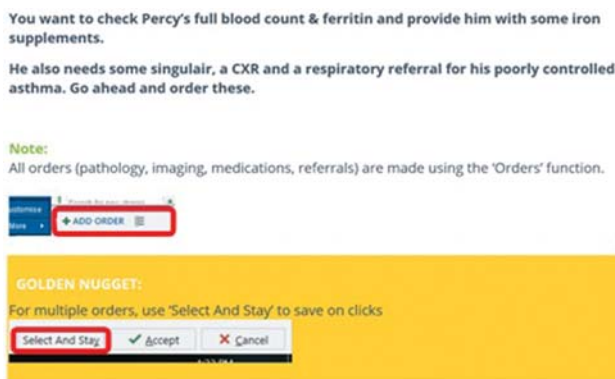 You want to check Percy's full blood count & ferritin and provide him with some iron
supplements.
He also needs some singulair, a CXR and a respiratory referral for his poorly controlled
asthma. Go ahead and order these.
Note:
All orders (pathology, imaging, medications, referrals) are made using the 'Orders' function.
ADD ORDER
More
GOLDEN NUGGET:
For multiple orders, use 'Select And Stay' to save on clicks
Select And Stay Accept Cancel